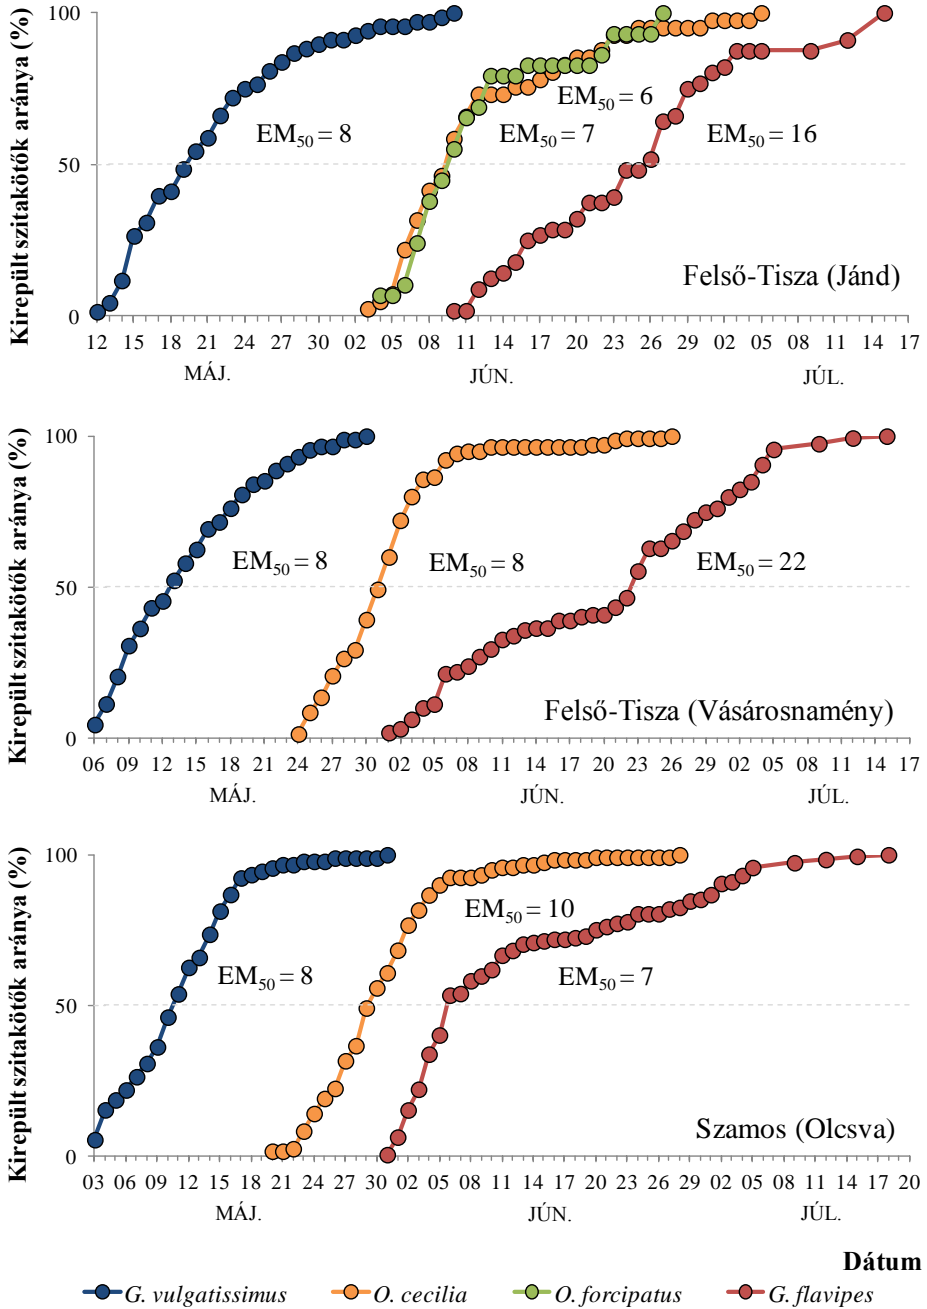 Kirepült szitakötők aránya (%)
100
50
0
EM50 = 8
EM50 = 6
EM50 = 7
EM50 = 16
Felső-Tisza (Jánd)
12 15 18 21 24 27 30 02 05 08 11 14 17 20 23 26 29 02 05 08 11 14 17
MÁJ. JÚN. JÚL.
Kirepült szitakötők aránya (%)
100
50
0
EM50 = 8
EM50 = 8
EM50 = 22
Felső-Tisza (Vásárosnamény)
06 09 12 15 18 21 24 27 30 02 05 08 11 14 17 20 23 26 29 02 05 08 11 14 17
MÁJ. JÚN. JÚL.
Kirepült szitakötők aránya (%)
100
50
0
EM50 = 10
EM50 = 8
EM50 = 7
Szamos (Olcsva)
03 06 09 12 15 18 21 24 27 30 02 05 08 11 14 17 20 23 26 29 02 05 08 11 14 17 20
MÁJ. JÚN. JÚL.
Dátum
G. vulgatissimus O. cecilia O. forcipatus G. flavipes